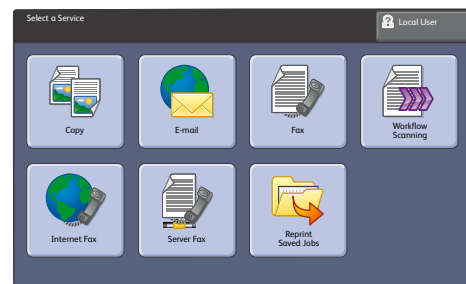 Select a Service
Local User
Copy
E-mail
Fax
Workflow
Scanning
Internet Fax
Server Fax
Reprint
Saved Jobs